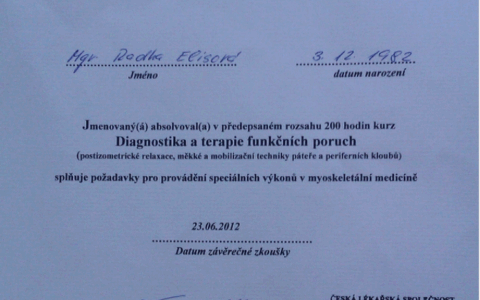 Mgr Radka Elisová 3. 12. 1982
Jméno datum narození
Jmenovaný(á) absolvoval(a) v předepsaném rozsahu 200 hodin kurz
Diagnostika a terapie funkčních poruch
(postizometrické relaxace, měkké a mobilizační techniky páteře a periferních kloubů)
splňuje požadavky pro provádění speciálních výkonů v myoskeletální medicíně
23.06.2012
Datum závěrečné zkoušky
ČESKÁ LÉKAŘSKÁ SPOLEČNOST